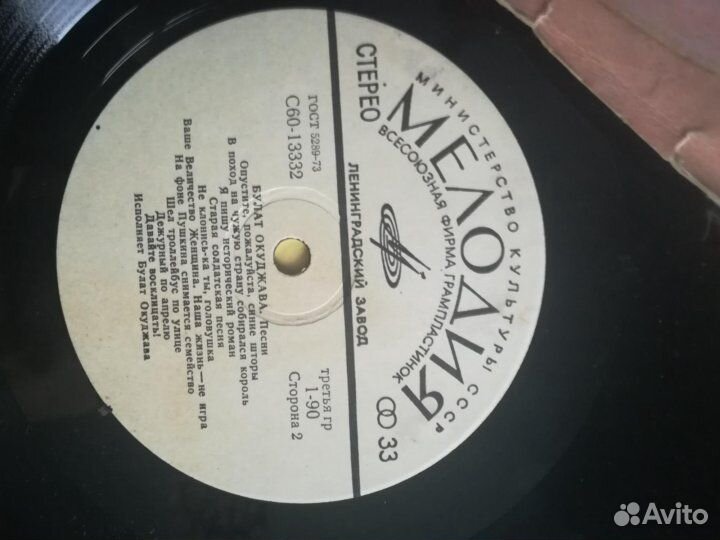 МИНИСТЕРСТВО КУЛЬТУРЫ СССР
МЕЛОДИЯ
ВСЕСОЮЗНАЯ ФИРМА ГРАМПЛАСТИНОК
СТЕРЕО
33
ЛЕНИНГРАДСКИЙ ЗАВОД
ГОСТ 5289-73
С60-13332
третья гр
1-90
Сторона 2
БУЛАТ ОКУДЖАВА. Песни
Опустите, пожалуйста, синие шторы
В поход на чужую страну собирался король
Я пишу исторический роман
Старая солдатская песня
Не клонись-ка ты, головушка
Ваше Величество Женщина. Наша жизнь — не игра
На фоне Пушкина снимается семейство
Шел троллейбус по улице
Дежурный по апрелю
Давайте восклицать!
Исполняет Булат Окуджава
Avito